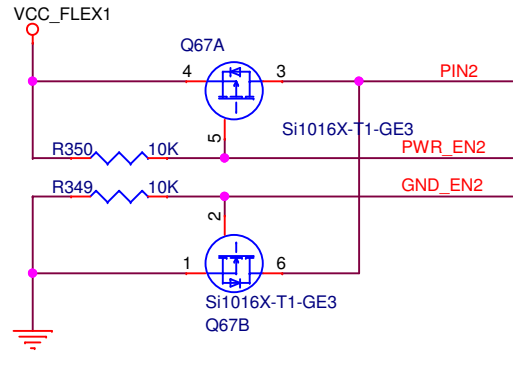 VCC_FLEX1
Q67A
4
3
PIN2
5
Si1016X-T1-GE3
R350
10K
PWR_EN2
R349
10K
GND_EN2
2
1
6
Si1016X-T1-GE3
Q67B